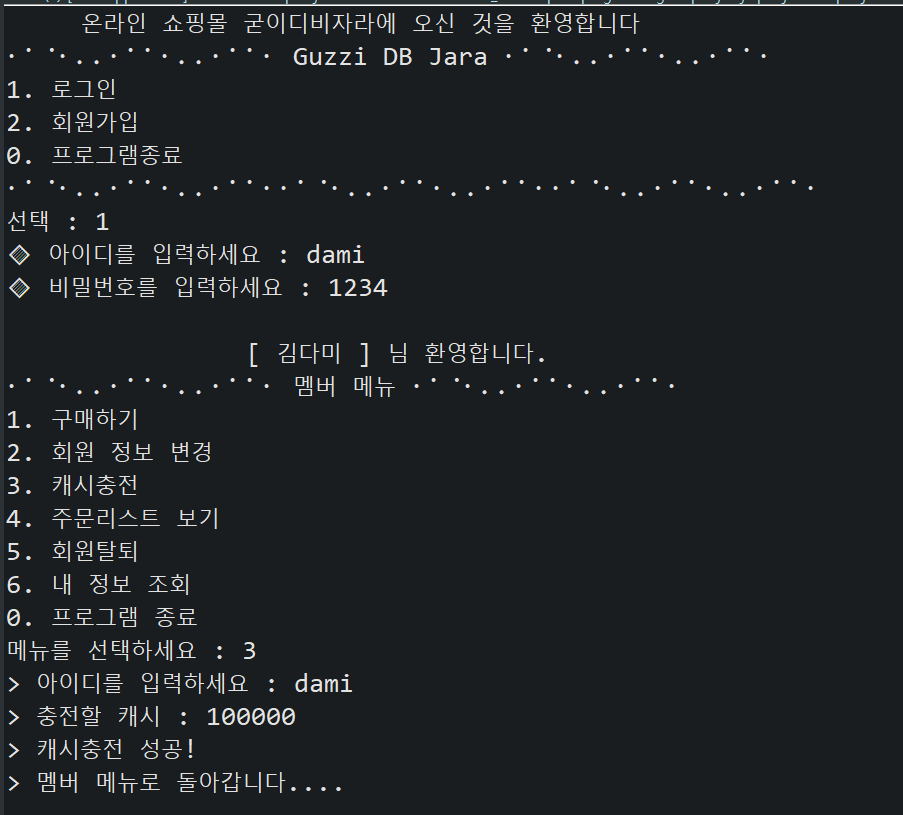 온라인 쇼핑몰 굳이디비자라에 오신 것을 환영합니다
Guzzi DB Jara
1. 로그인
2. 회원가입
0. 프로그램종료
선택 : 1
◈ 아이디를 입력하세요 : dami
◈ 비밀번호를 입력하세요 : 1234
[ 김다미 ] 님 환영합니다.
멤버 메뉴
1. 구매하기
2. 회원 정보 변경
3. 캐시충전
4. 주문리스트 보기
5. 회원탈퇴
6. 내 정보 조회
0. 프로그램 종료
메뉴를 선택하세요 : 3
> 아이디를 입력하세요 : dami
> 충전할 캐시 : 100000
> 캐시충전 성공!
> 멤버 메뉴로 돌아갑니다....